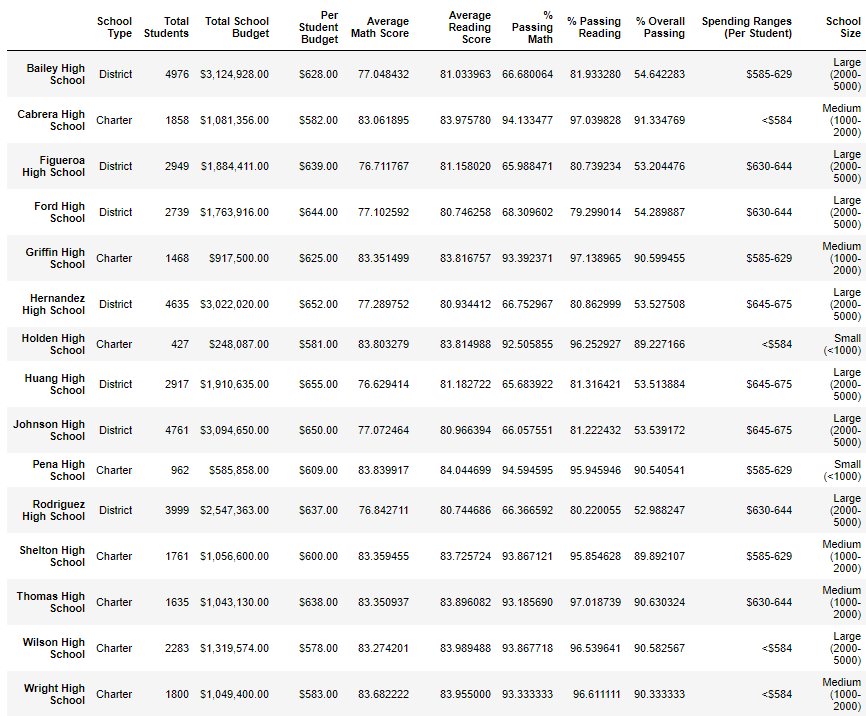 School Type Total Students Total School Budget Per Student Budget Average Math Score Average Reading Score % Passing Math % Passing Reading % Overall Passing Spending Ranges (Per Student) School Size
Bailey High School District 4976 $3,124,928.00 $628.00 77.048432 81.033963 66.680064 81.933280 54.642283 $585-629 Large (2000-5000)
Cabrera High School Charter 1858 $1,081,356.00 $582.00 83.061895 83.975780 94.133477 97.039828 91.334769 <$584 Medium (1000-2000)
Figueroa High School District 2949 $1,884,411.00 $639.00 76.711767 81.158020 65.988471 80.739234 53.204476 $630-644 Large (2000-5000)
Ford High School District 2739 $1,763,916.00 $644.00 77.102592 80.746258 68.309602 79.299014 54.289887 $630-644 Large (2000-5000)
Griffin High School Charter 1468 $917,500.00 $625.00 83.351499 83.816757 93.392371 97.138965 90.599455 $585-629 Medium (1000-2000)
Hernandez High School District 4635 $3,022,020.00 $652.00 77.289752 80.934412 66.752967 80.862999 53.527508 $645-675 Large (2000-5000)
Holden High School Charter 427 $248,087.00 $581.00 83.803279 83.814988 92.505855 96.252927 89.227166 <$584 Small (<1000)
Huang High School District 2917 $1,910,635.00 $655.00 76.629414 81.182722 65.683922 81.316421 53.513884 $645-675 Large (2000-5000)
Johnson High School District 4761 $3,094,650.00 $650.00 77.072464 80.966394 66.057551 81.222432 53.539172 $645-675 Large (2000-5000)
Pena High School Charter 962 $585,858.00 $609.00 83.839917 84.044699 94.594595 95.945946 90.540541 $585-629 Small (<1000)
Rodriguez High School District 3999 $2,547,363.00 $637.00 76.842711 80.744686 66.366592 80.220055 52.988247 $630-644 Large (2000-5000)
Shelton High School Charter 1761 $1,056,600.00 $600.00 83.359455 83.725724 93.867121 95.854628 89.892107 $585-629 Medium (1000-2000)
Thomas High School Charter 1635 $1,043,130.00 $638.00 83.350937 83.896082 93.185690 97.018739 90.630324 $630-644 Medium (1000-2000)
Wilson High School Charter 2283 $1,319,574.00 $578.00 83.274201 83.989488 93.867718 96.539641 90.582567 <$584 Large (2000-5000)
Wright High School Charter 1800 $1,049,400.00 $583.00 83.682222 83.955000 93.333333 96.611111 90.333333 <$584 Medium (1000-2000)